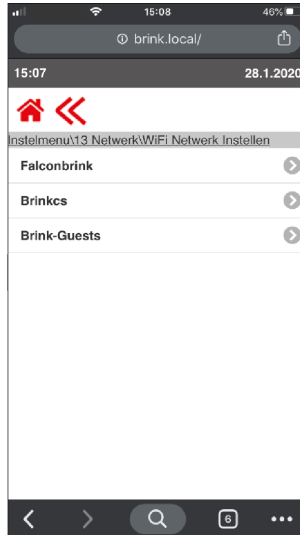 15:08
46%
brink.local/
15:07
28.1.2020
Instelmenu\13 Netwerk\WiFi Netwerk Instellen
Falconbrink
Brinkcs
Brink-Guests
6